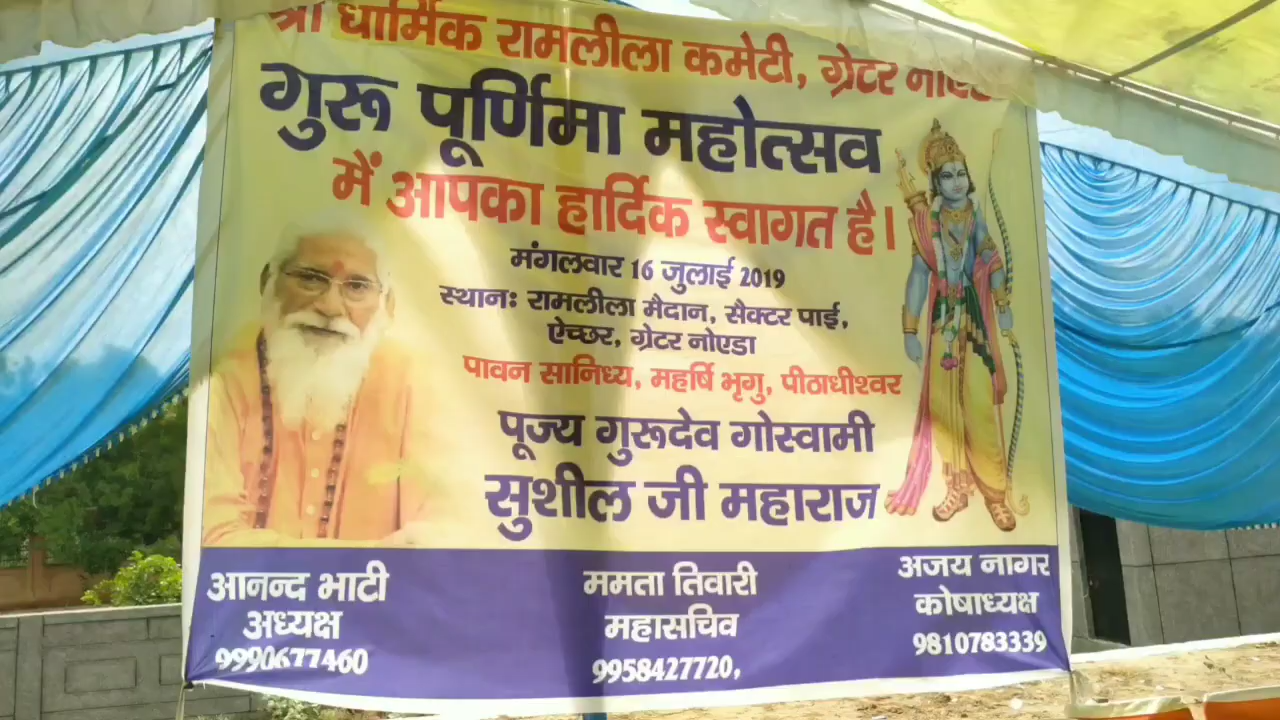 श्री धार्मिक रामलीला कमेटी, ग्रेटर नोएडा
गुरू पूर्णिमा महोत्सव
में आपका हार्दिक स्वागत है।
मंगलवार 16 जुलाई 2019
स्थानः रामलीला मैदान, सैक्टर पाई,
ऐच्छर, ग्रेटर नोएडा
पावन सानिध्य, महर्षि भृगु, पीठाधीश्वर
पूज्य गुरूदेव गोस्वामी
सुशील जी महाराज
आनन्द भाटी
अध्यक्ष
9990677460
ममता तिवारी
महासचिव
9958427720,
अजय नागर
कोषाध्यक्ष
9810783339